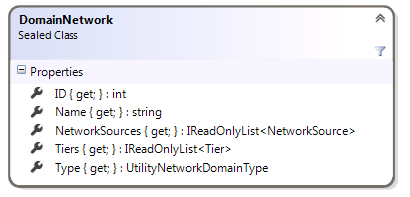 DomainNetwork
Sealed Class
Properties
ID { get; } : int
Name { get; } : string
NetworkSources { get; } : IReadOnlyList<NetworkSource>
Tiers { get; } : IReadOnlyList<Tier>
Type { get; } : UtilityNetworkDomainType